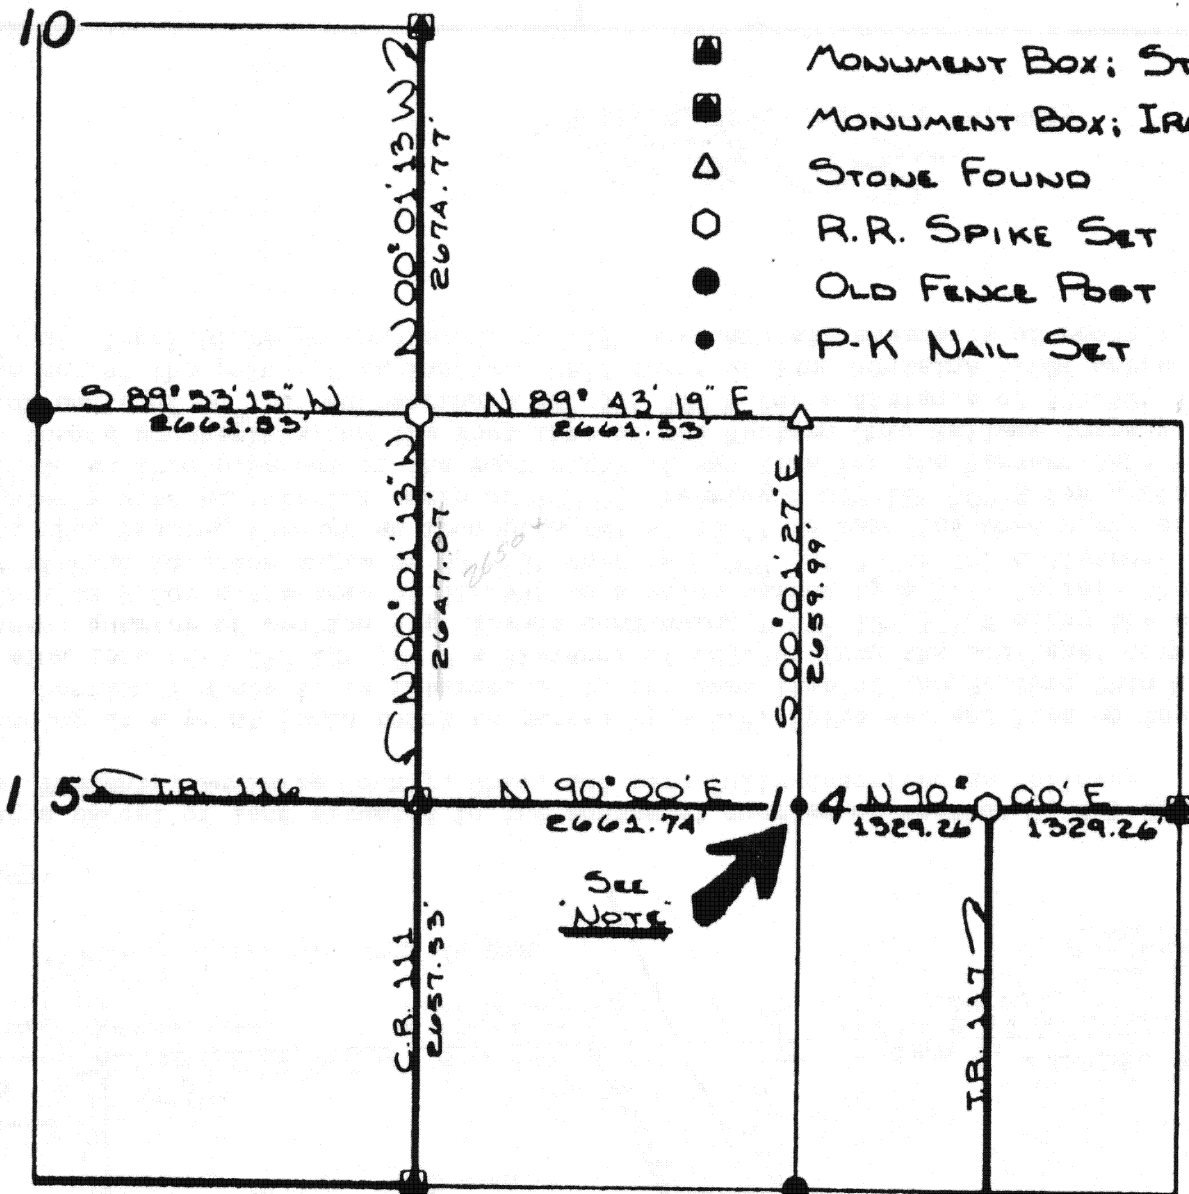 10
MONUMENT BOX; ST
MONUMENT BOX; IR
STONE FOUND
R.R. SPIKE SET
OLD FENCE POST
P-K NAIL SET
N 00° 01' 13 W
2674.77'
S 89° 53' 15" W
2661.83'
N 89° 43' 19" E
2661.53'
N 00° 01' 13" W
2647.07'
2650+
S 00° 01' 27" E
2659.99'
15
T.R. 116
N 90° 00' E
2661.74'
14
N 90° 00' E
1329.26'
1329.26'
SEE
"NOTE"
C.R. 111
2657.53'
T.R. 117